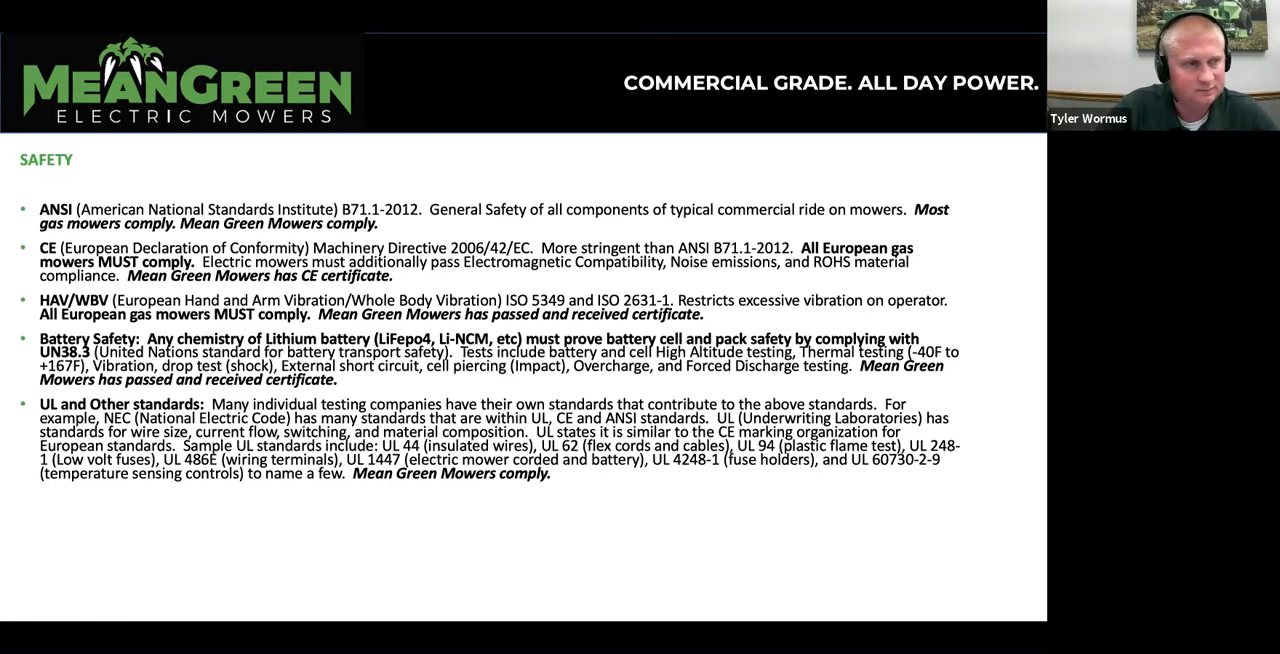 MEANGREEN
ELECTRIC MOWERS
COMMERCIAL GRADE. ALL DAY POWER.
Tyler Wormus
SAFETY
• ANSI (American National Standards Institute) B71.1-2012. General Safety of all components of typical commercial ride on mowers. Most
gas mowers comply. Mean Green Mowers comply.
• CE (European Declaration of Conformity) Machinery Directive 2006/42/EC. More stringent than ANSI B71.1-2012. All European gas
mowers MUST comply. Electric mowers must additionally pass Electromagnetic Compatibility, Noise emissions, and ROHS material
compliance. Mean Green Mowers has CE certificate.
• HAV/WBV (European Hand and Arm Vibration/Whole Body Vibration) ISO 5349 and ISO 2631-1. Restricts excessive vibration on operator.
All European gas mowers MUST comply. Mean Green Mowers has passed and received certificate.
• Battery Safety: Any chemistry of Lithium battery (LiFepo4, Li-NCM, etc) must prove battery cell and pack safety by complying with
UN38.3 (United Nations standard for battery transport safety). Tests include battery and cell High Altitude testing, Thermal testing (-40F to
+167F), Vibration, drop test (shock), External short circuit, cell piercing (Impact), Overcharge, and Forced Discharge testing. Mean Green
Mowers has passed and received certificate.
• UL and Other standards: Many individual testing companies have their own standards that contribute to the above standards. For
example, NEC (National Electric Code) has many standards that are within UL, CE and ANSI standards. UL (Underwriting Laboratories) has
standards for wire size, current flow, switching, and material composition. UL states it is similar to the CE marking organization for
European standards. Sample UL standards include: UL 44 (insulated wires), UL 62 (flex cords and cables), UL 94 (plastic flame test), UL 248-
1 (Low volt fuses), UL 486E (wiring terminals), UL 1447 (electric mower corded and battery), UL 4248-1 (fuse holders), and UL 60730-2-9
(temperature sensing controls) to name a few. Mean Green Mowers comply.